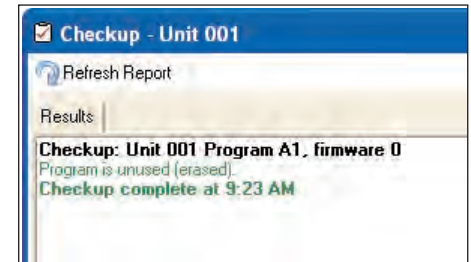 Checkup - Unit 001
Refresh Report
Results
Checkup: Unit 001 Program A1, firmware 0
Program is unused (erased).
Checkup complete at 9:23 AM